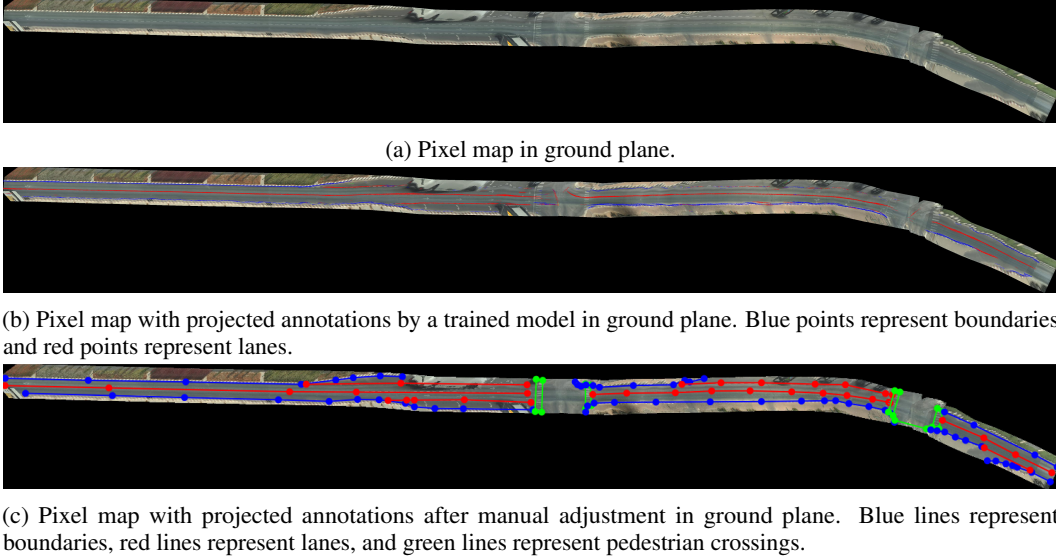 (a) Pixel map in ground plane.
(b) Pixel map with projected annotations by a trained model in ground plane. Blue points represent boundaries
and red points represent lanes.
(c) Pixel map with projected annotations after manual adjustment in ground plane. Blue lines represent
boundaries, red lines represent lanes, and green lines represent pedestrian crossings.